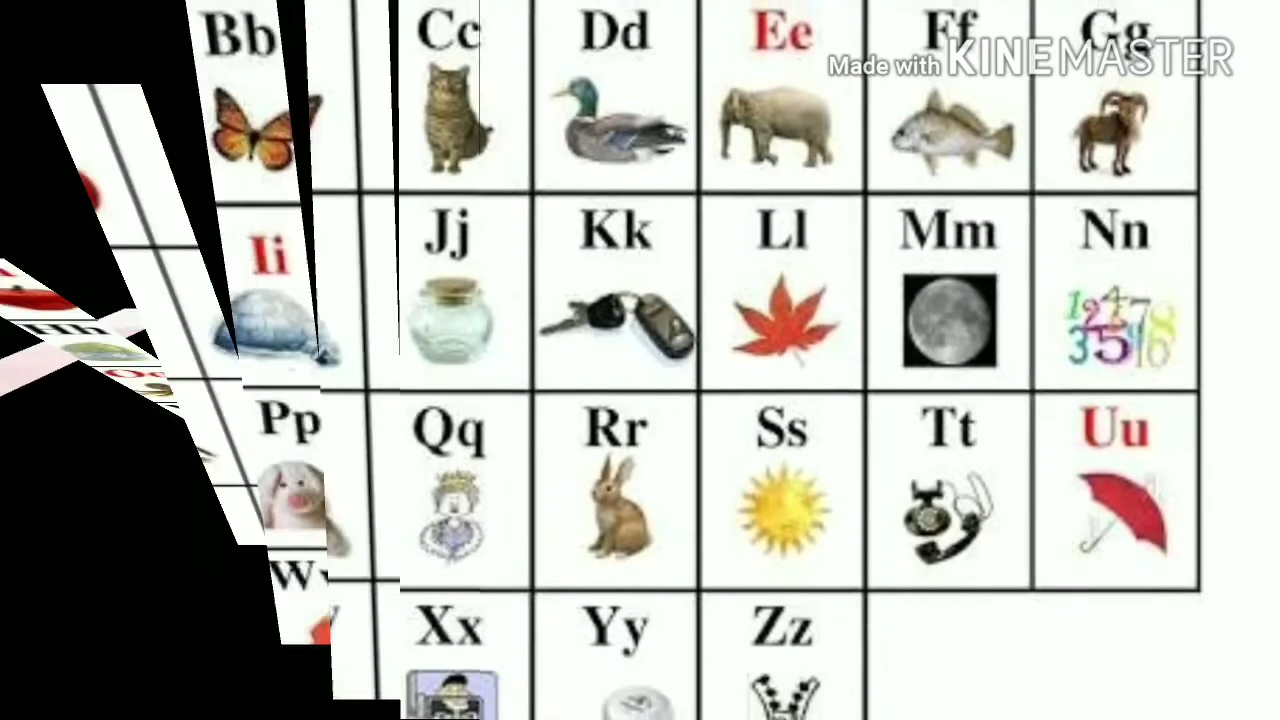 Bb Cc Dd Ee Ff Gg
Made with KINEMASTER
Hh Ii Jj Kk Ll Mm Nn
Pp Qq Rr Ss Tt Uu
Xx Yy Zz